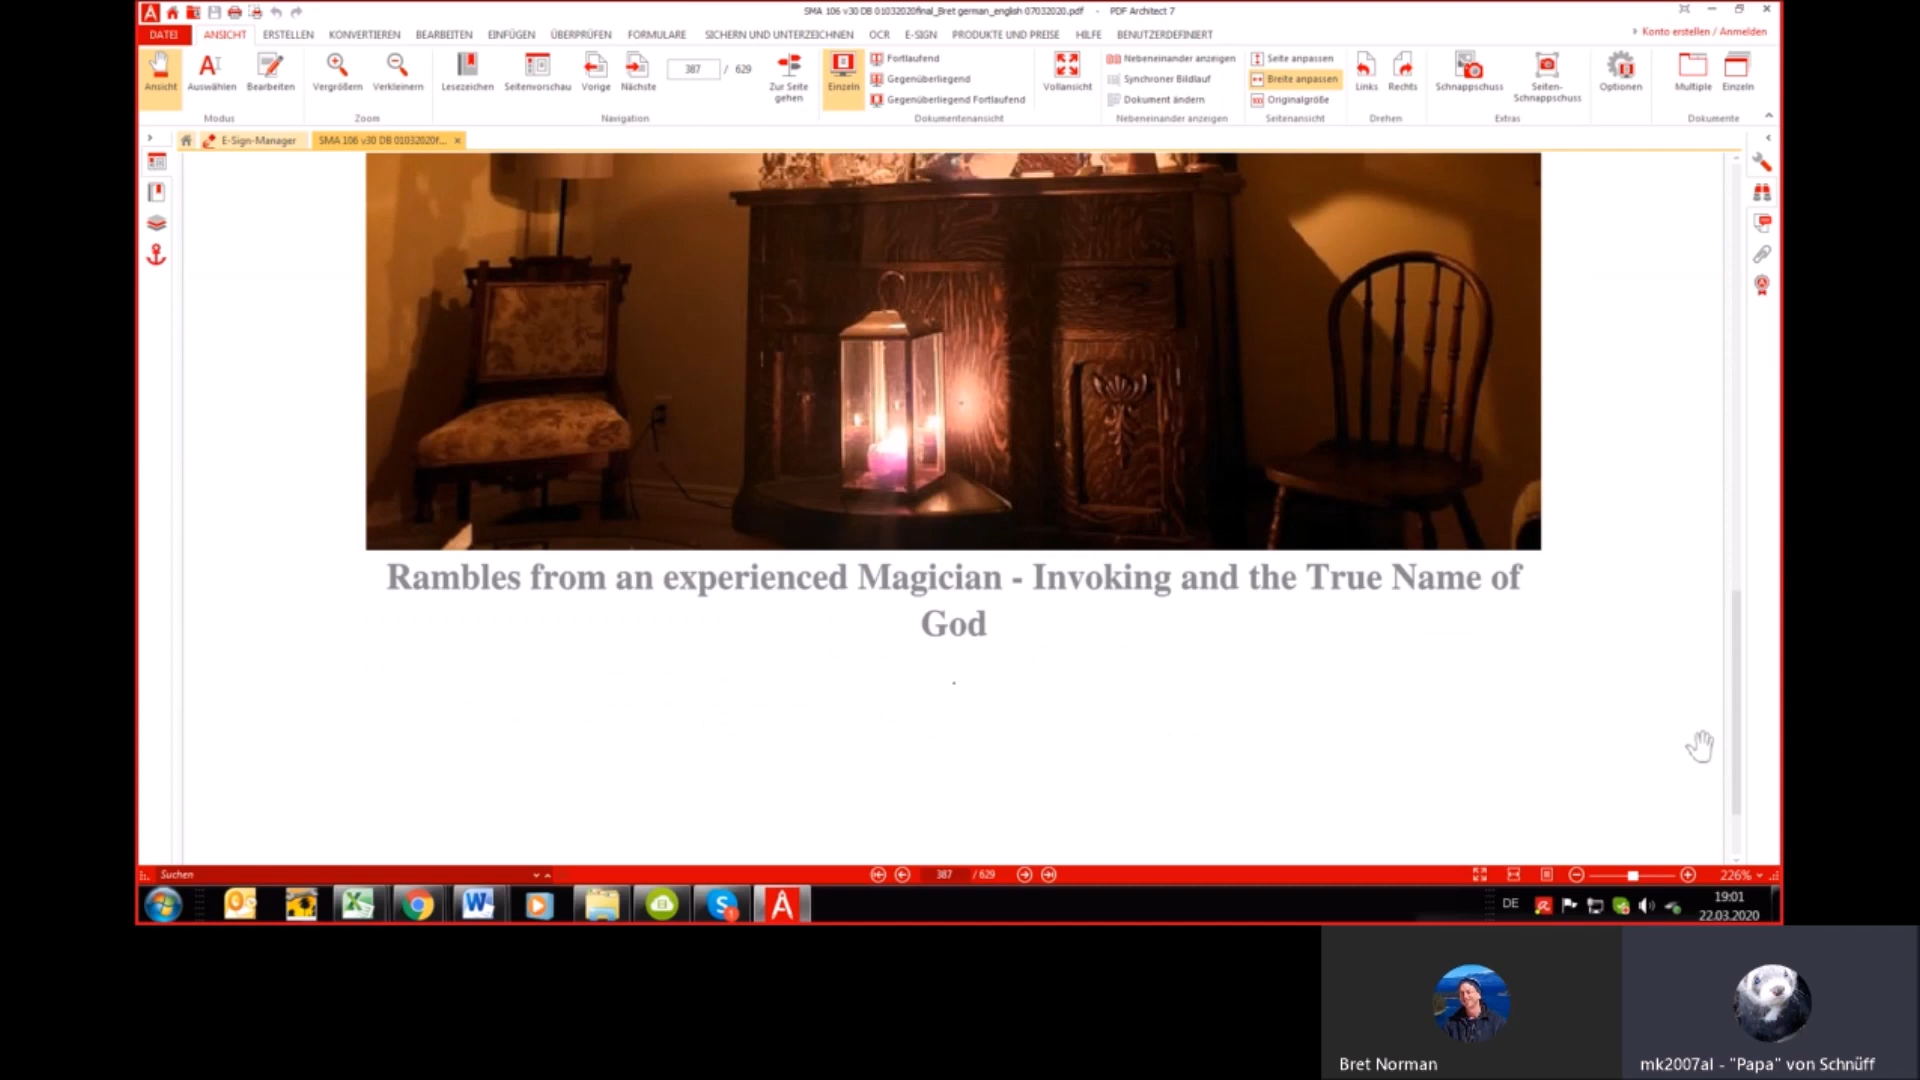 SMA 106 v30 DB 01032020final_Bret german_english 07032020.pdf - PDF Architect 7
DATEI ANSICHT ERSTELLEN KONVERTIEREN BEARBEITEN EINFÜGEN ÜBERPRÜFEN FORMULARE SICHERN UND UNTERZEICHNEN OCR E-SIGN PRODUKTE UND PREISE HILFE BENUTZERDEFINIERT Konto erstellen / Anmelden
Ansicht Auswählen Bearbeiten
Modus
Vergrößern Verkleinern
Zoom
Lesezeichen Seitenvorschau Vorige Nächste 387 / 629 Zur Seite gehen
Navigation
Einzeln
Fortlaufend
Gegenüberliegend
Gegenüberliegend Fortlaufend
Dokumentenansicht
Vollansicht
Nebeneinander anzeigen
Synchroner Bildlauf
Dokument ändern
Nebeneinander anzeigen
Seite anpassen
Breite anpassen
Originalgröße
Seitenansicht
Links Rechts
Drehen
Schnappschuss
Seiten-
Schnappschuss
Extras
Optionen
Multiple Einzeln
Dokumente
E-Sign-Manager SMA 106 v30 DB 01032020f...
Rambles from an experienced Magician - Invoking and the True Name of
God
.
Suchen 387 / 629 226%
DE 19:01
22.03.2020
Bret Norman
mk2007al - "Papa" von Schnüff